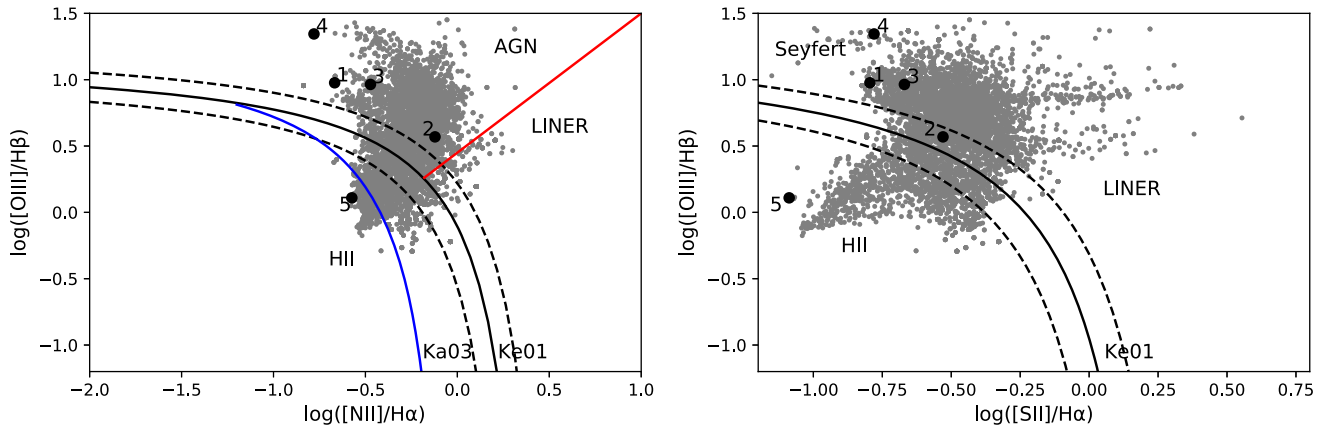 1.5
1.0
0.5
0.0
−0.5
−1.0
log([OIII]/Hβ)
4
AGN
1
3
LINER
2
5
HII
Ka03
Ke01
−2.0
−1.5
−1.0
−0.5
0.0
0.5
1.0
log([NII]/Hα)
1.5
1.0
0.5
0.0
−0.5
−1.0
log([OIII]/Hβ)
4
Seyfert
1
3
2
LINER
5
HII
Ke01
−1.00
−0.75
−0.50
−0.25
0.00
0.25
0.50
0.75
log([SII]/Hα)